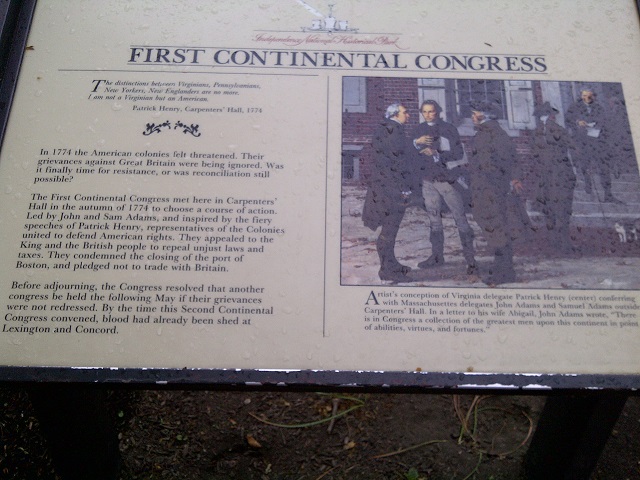 Independence National Historical Park
FIRST CONTINENTAL CONGRESS
The distinctions between Virginians, Pennsylvanians,
New Yorkers, New Englanders are no more.
I am not a Virginian but an American.
Patrick Henry, Carpenters' Hall, 1774
In 1774 the American colonies felt threatened. Their
grievances against Great Britain were being ignored. Was
it finally time for resistance, or was reconciliation still
possible?
The First Continental Congress met here in Carpenters'
Hall in the autumn of 1774 to choose a course of action.
Led by John and Sam Adams, and inspired by the fiery
speeches of Patrick Henry, representatives of the Colonies
united to defend American rights. They appealed to the
King and the British people to repeal unjust laws and
taxes. They condemned the closing of the port of
Boston, and pledged not to trade with Britain.
Before adjourning, the Congress resolved that another
congress be held the following May if their grievances
were not redressed. By the time this Second Continental
Congress convened, blood had already been shed at
Lexington and Concord.
Artist's conception of Virginia delegate Patrick Henry (center) conferring
with Massachusetts delegates John Adams and Samuel Adams outside
Carpenters' Hall. In a letter to his wife Abigail, John Adams wrote, "There
is in Congress a collection of the greatest men upon this continent in point
of abilities, virtues, and fortunes."